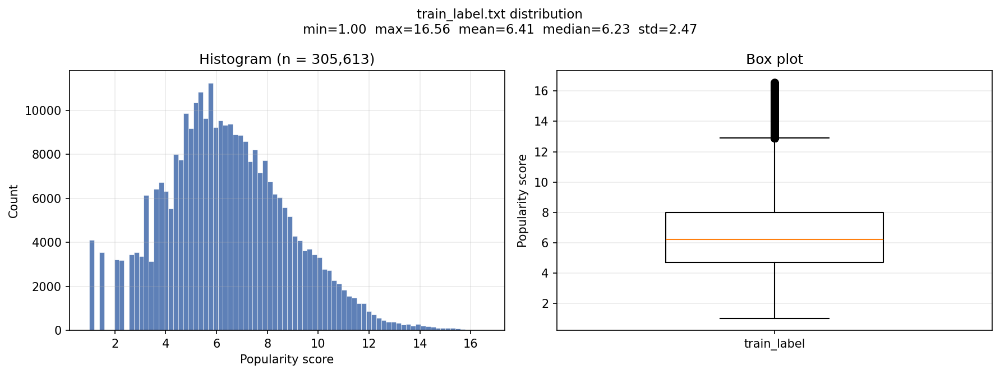 train_label.txt distribution
min=1.00  max=16.56  mean=6.41  median=6.23  std=2.47
Histogram (n = 305,613)
Count
10000
8000
6000
4000
2000
0
2
4
6
8
10
12
14
16
Popularity score
Box plot
Popularity score
16
14
12
10
8
6
4
2
train_label